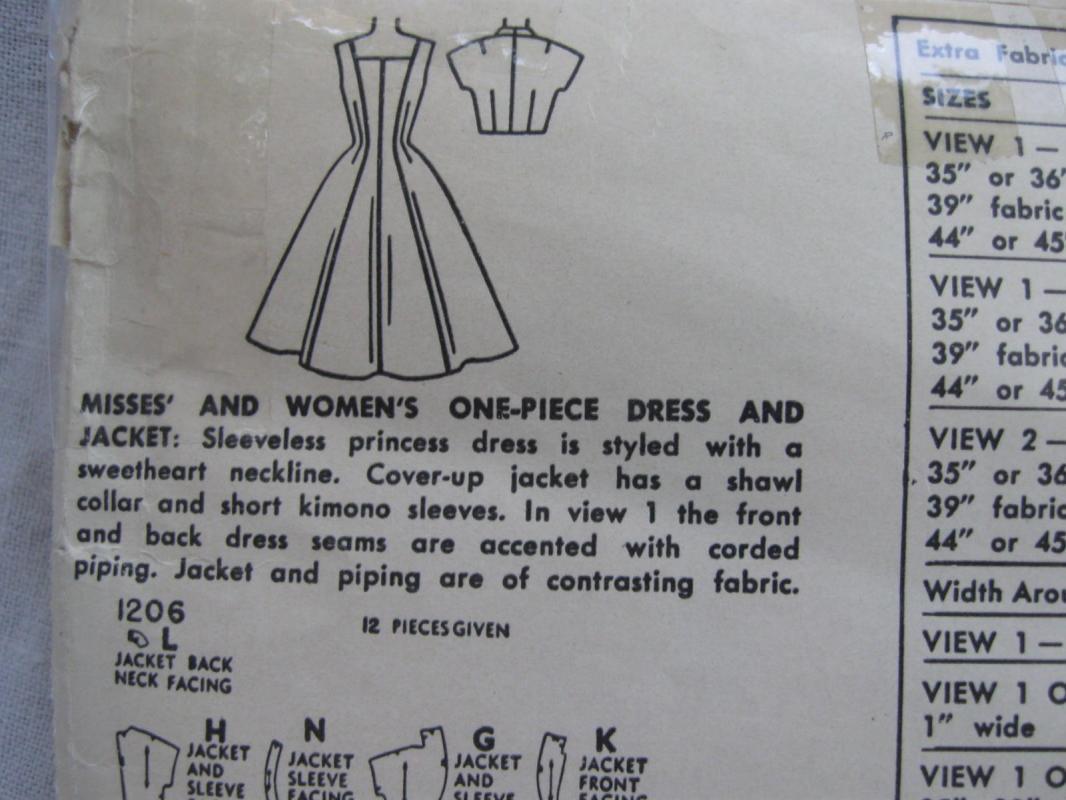 MISSES' AND WOMEN'S ONE-PIECE DRESS AND
JACKET: Sleeveless princess dress is styled with a
sweetheart neckline. Cover-up jacket has a shawl
collar and short kimono sleeves. In view 1 the front
and back dress seams are accented with corded
piping. Jacket and piping are of contrasting fabric.
1206
12 PIECES GIVEN
L
JACKET BACK
NECK FACING
H
JACKET
AND
SLEEVE
N
JACKET
SLEEVE
FACING
G
JACKET
AND
SLEEVE
K
JACKET
FRONT
FACING
Extra Fabric
SIZES
VIEW 1 —
35" or 36"
39" fabric
44" or 45"
VIEW 1 —
35" or 36
39" fabric
44" or 45
VIEW 2 —
35" or 36
39" fabric
44" or 45
Width Arou
VIEW 1 —
VIEW 1 O
1" wide
VIEW 1 O